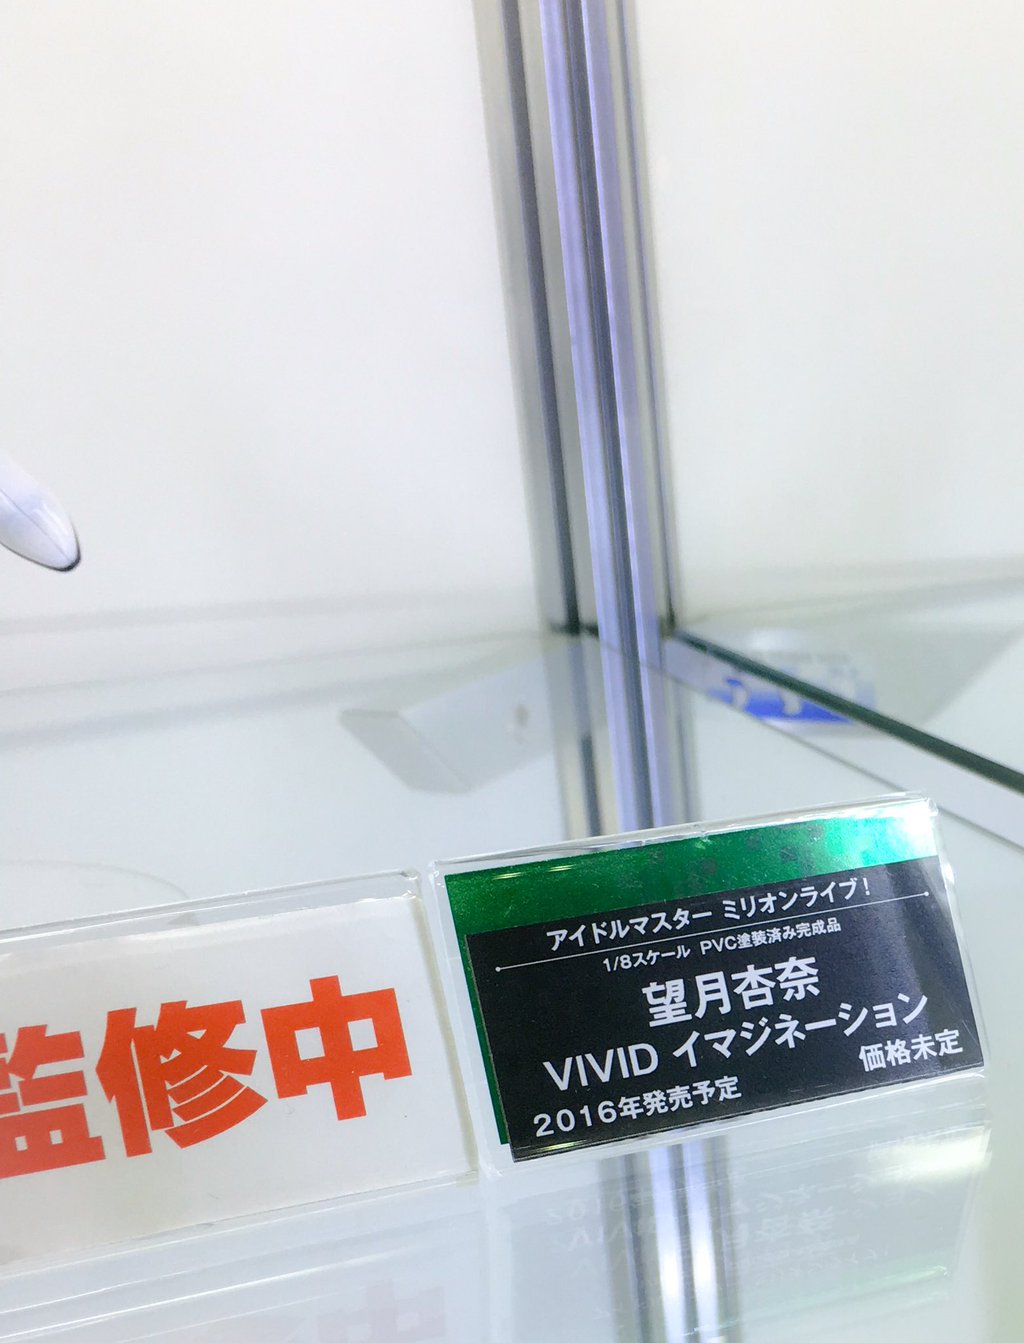 監修中
アイドルマスター ミリオンライブ！
1/8スケール PVC塗装済み完成品
望月杏奈
VIVID イマジネーション
2016年発売予定 価格未定